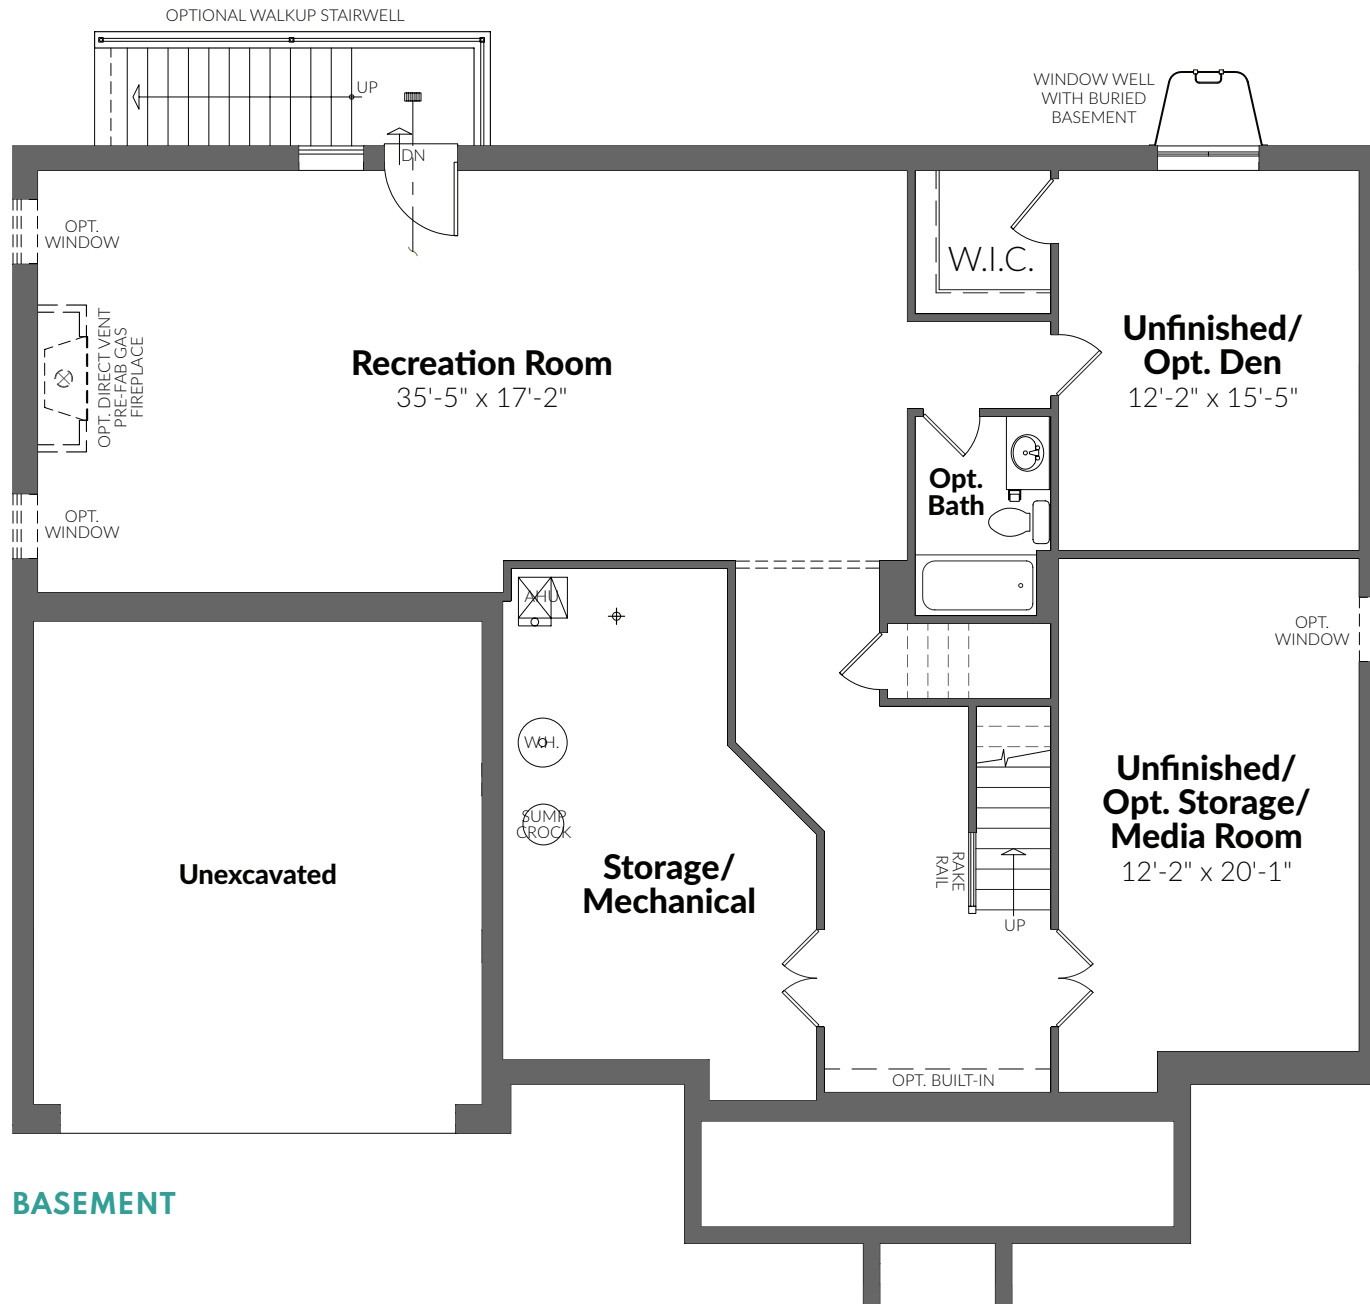 OPTIONAL WALKUP STAIRWELL
UP
DN
WINDOW WELL
WITH BURIED
BASEMENT
OPT.
WINDOW
W.I.C.
OPT. DIRECT VENT
PRE-FAB GAS
FIREPLACE
Recreation Room
35'-5" x 17'-2"
Unfinished/
Opt. Den
12'-2" x 15'-5"
Opt.
Bath
OPT.
WINDOW
AHU
OPT.
WINDOW
W.H.
SUMP
CROCK
Unexcavated
Storage/
Mechanical
RAKE
RAIL
UP
Unfinished/
Opt. Storage/
Media Room
12'-2" x 20'-1"
OPT. BUILT-IN
BASEMENT